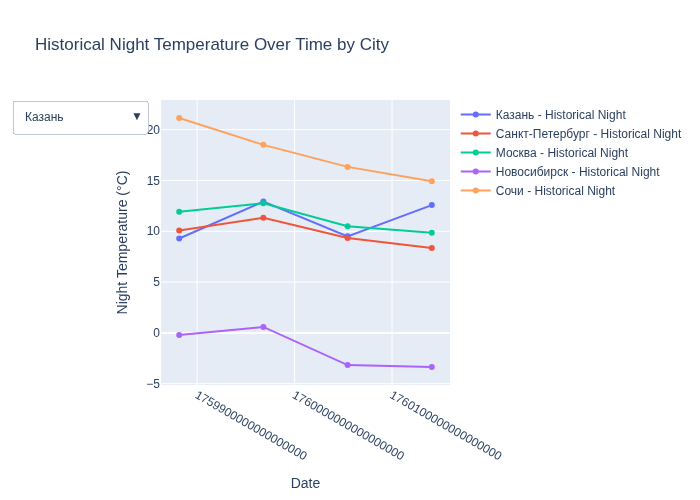 Historical Night Temperature Over Time by City
Казань ▼
Казань - Historical Night
Санкт-Петербург - Historical Night
Москва - Historical Night
Новосибирск - Historical Night
Сочи - Historical Night
20
15
10
5
0
−5
Night Temperature (°C)
1759900000000000000
1760000000000000000
1760100000000000000
Date